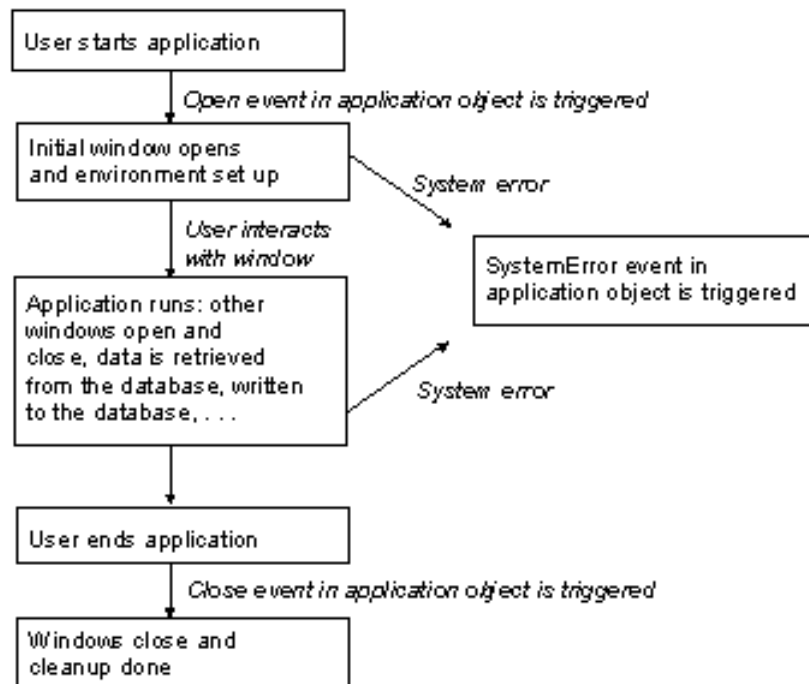 User starts application
Open event in application object is triggered
Initial window opens
and environment set up
System error
User interacts
with window
SystemError event in
application object is triggered
Application runs: other
windows open and
close, data is retrieved
from the database, written
to the database, . . .
System error
User ends application
Close event in application object is triggered
Windows close and
cleanup done